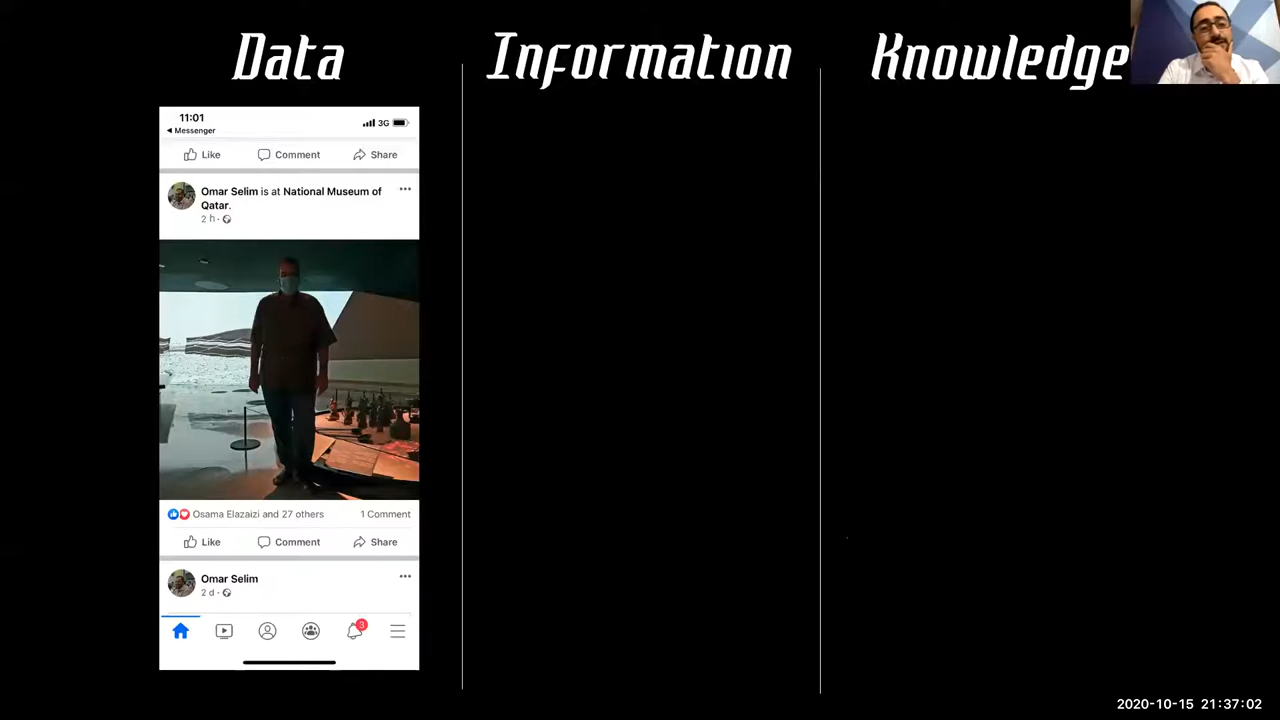 Data
Information
Knowledge
11:01
3G
Messenger
Like Comment Share
Omar Selim is at National Museum of
Qatar.
2 h ·
Osama Elazaizi and 27 others 1 Comment
Like Comment Share
Omar Selim
2 d ·
3
2020-10-15 21:37:02